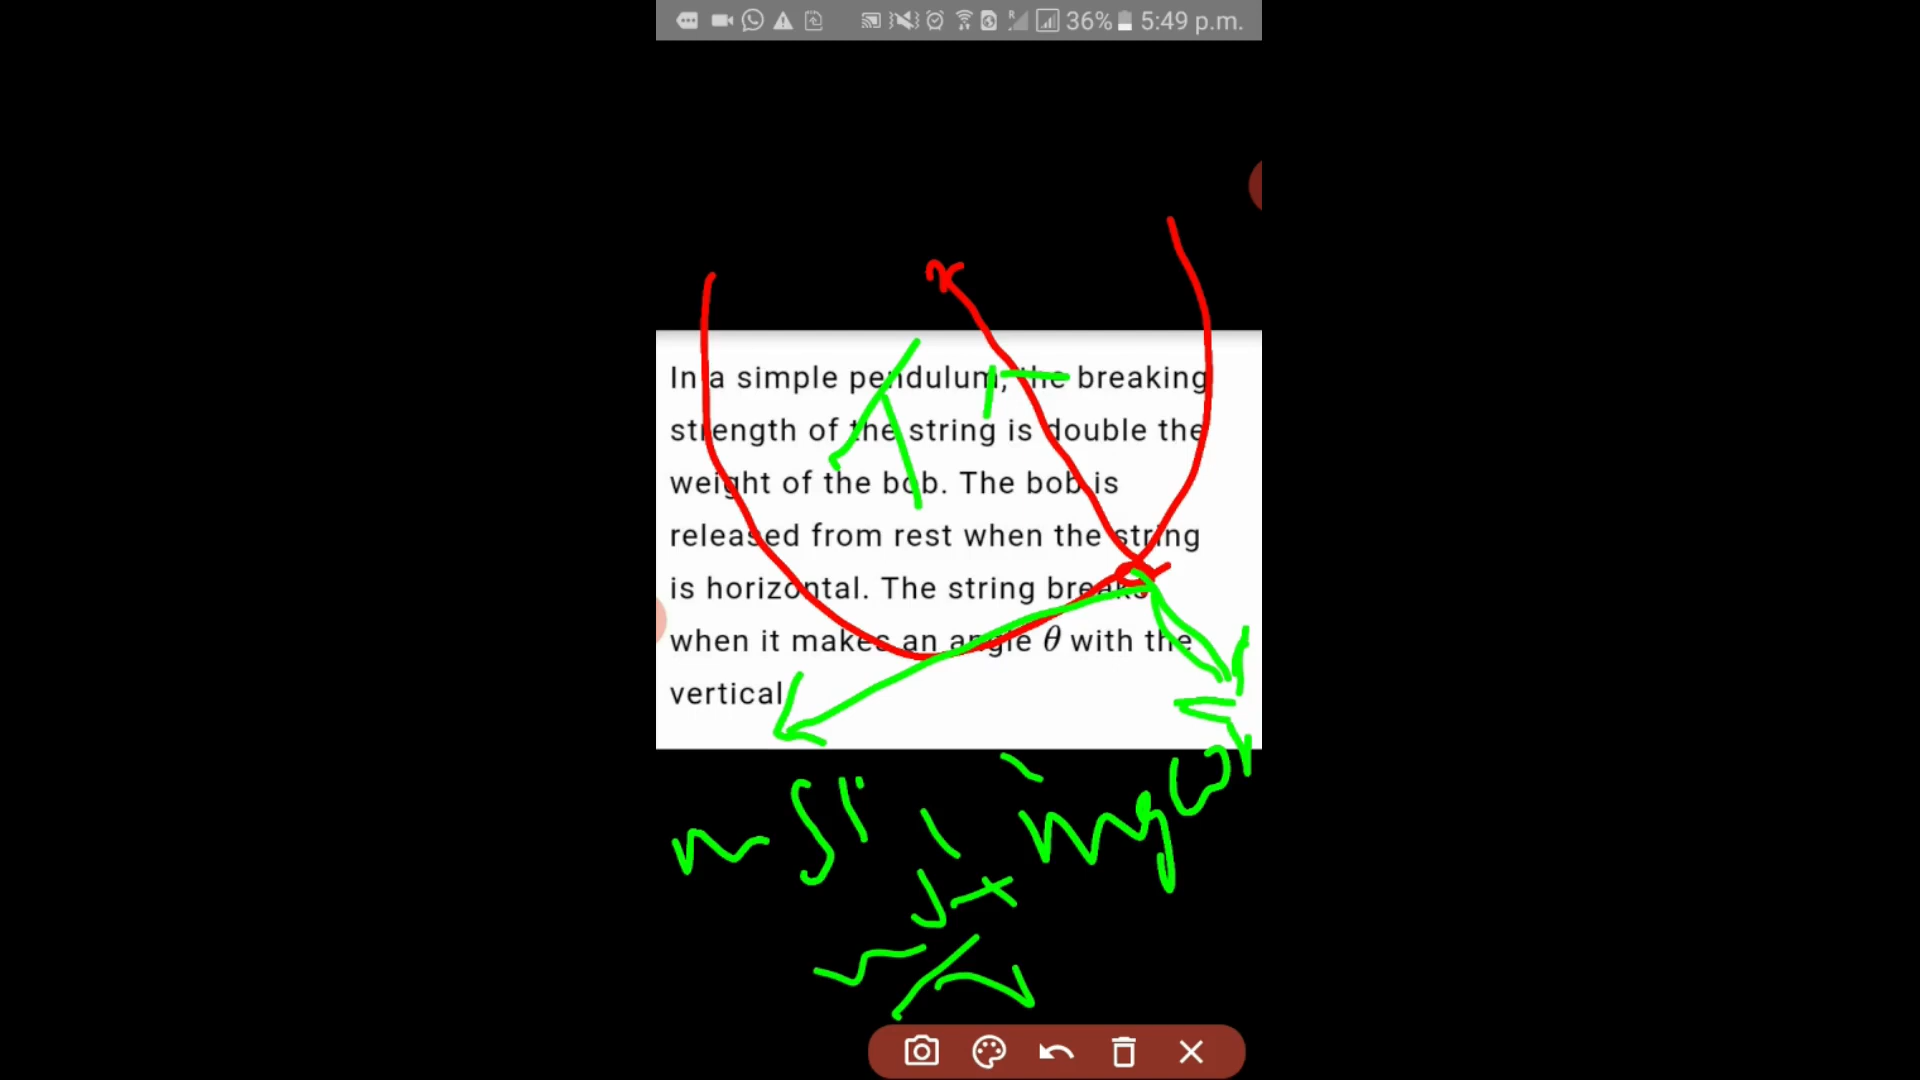 36% 5:49 p.m.
In a simple pendulum, the breaking
strength of the string is double the
weight of the bob. The bob is
released from rest when the string
is horizontal. The string breaks
when it makes an angle θ with the
vertical
mg